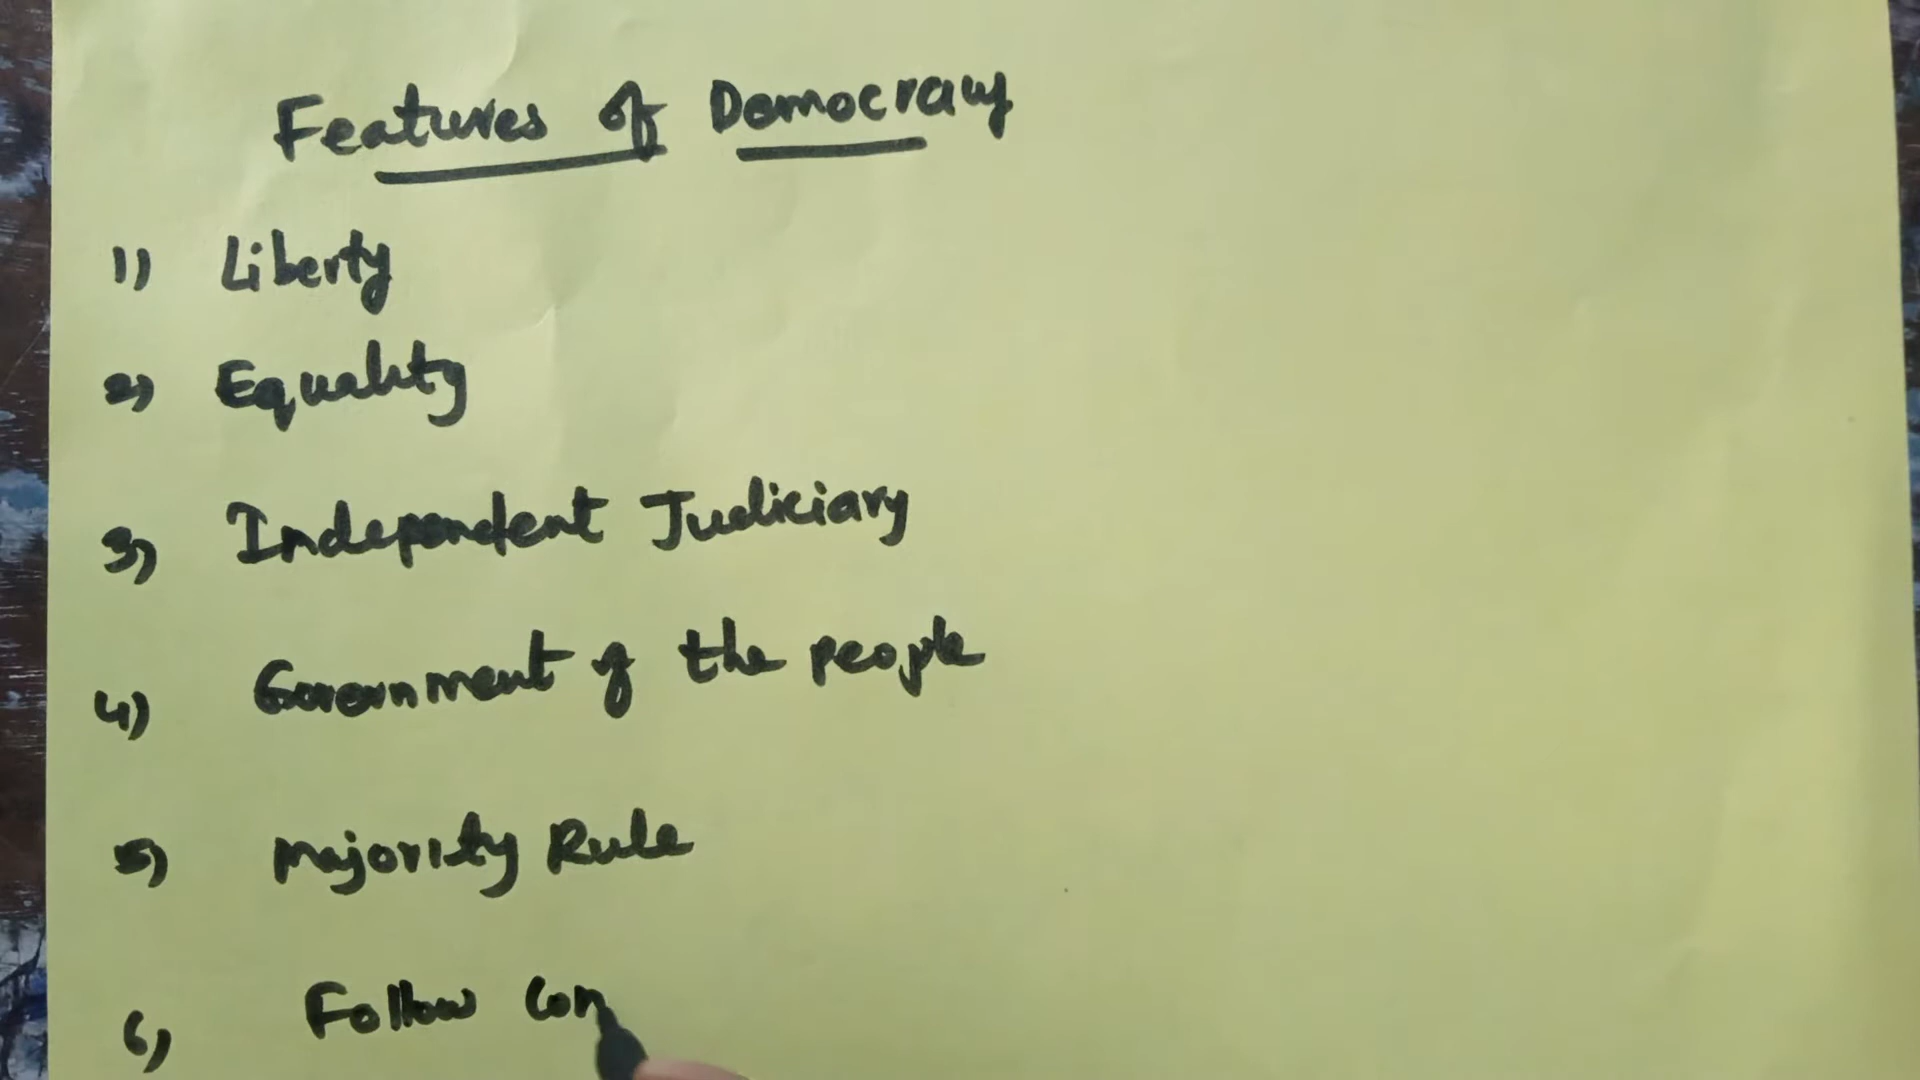 Features of Democracy
1) Liberty
2) Equality
3) Independent Judiciary
4) Government of the people
5) Majority Rule
6) Follow Con